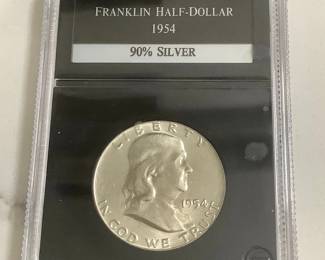 FRANKLIN HALF-DOLLAR
1954
90% SILVER
LIBERTY
1954
IN GOD WE TRUST